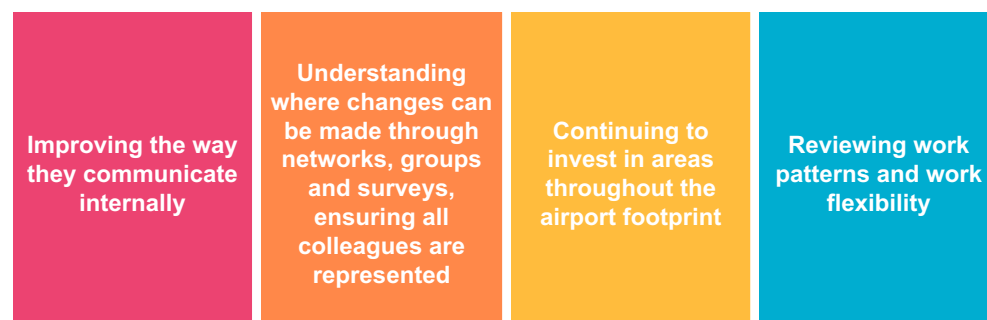 Improving the way
they communicate
internally
Understanding
where changes can
be made through
networks, groups
and surveys,
ensuring all
colleagues are
represented
Continuing to
invest in areas
throughout the
airport footprint
Reviewing work
patterns and work
flexibility